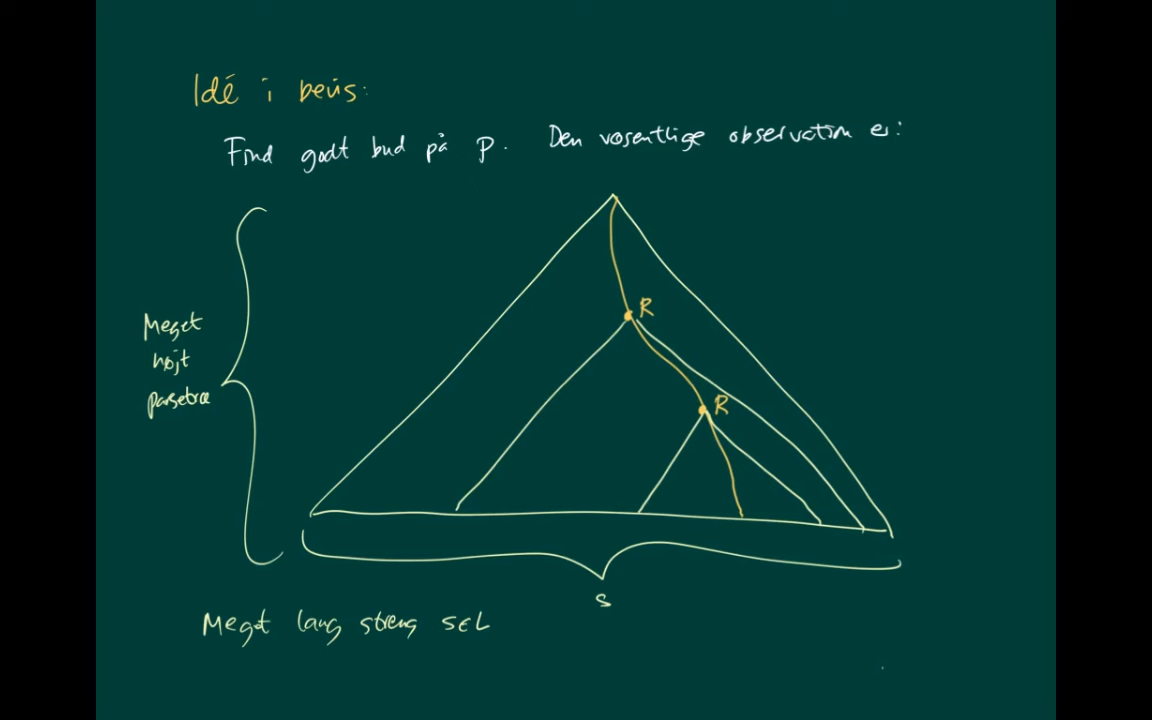 Idé i bevis:
Find godt bud på p. Den væsentlige observation er:
R
Meget
højt
parsetræ
R
s
Meget lang streng s∈L